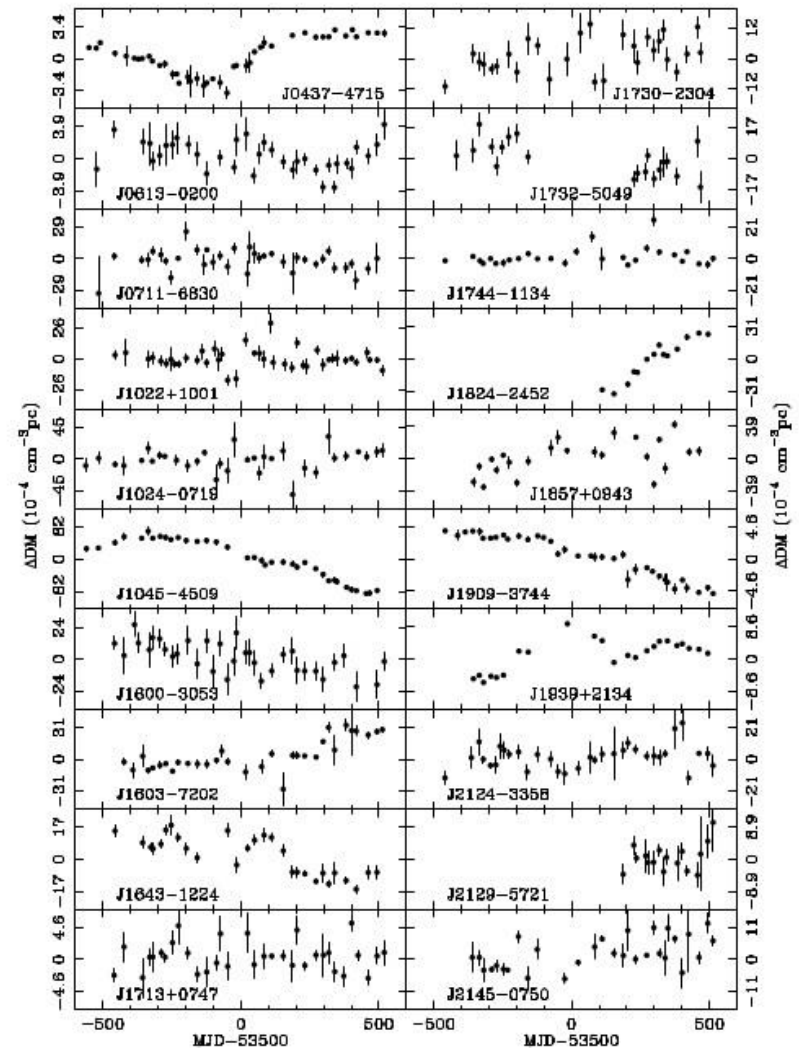 3.4 0 −3.4 J0437−4715 J1730−2304 12 0 −12
3.9 0 −3.9 J0613−0200 J1732−5049 17 0 −17
29 0 −29 J0711−6830 J1744−1134 21 0 −21
26 0 −26 J1022+1001 J1824−2452 31 0 −31
ΔDM (10⁻⁴ cm⁻³pc) ΔDM (10⁻⁴ cm⁻³pc)
45 0 −45 J1024−0719 J1857+0943 39 0 −39
82 0 −82 J1045−4509 J1909−3744 4.6 0 −4.6
24 0 −24 J1600−3053 J1939+2134 8.6 0 −8.6
31 0 −31 J1603−7202 J2124−3358 21 0 −21
17 0 −17 J1643−1224 J2129−5721 8.9 0 −8.9
4.6 0 −4.6 J1713+0747 J2145−0750 11 0 −11
−500 0 500 −500 0 500
MJD−53500 MJD−53500